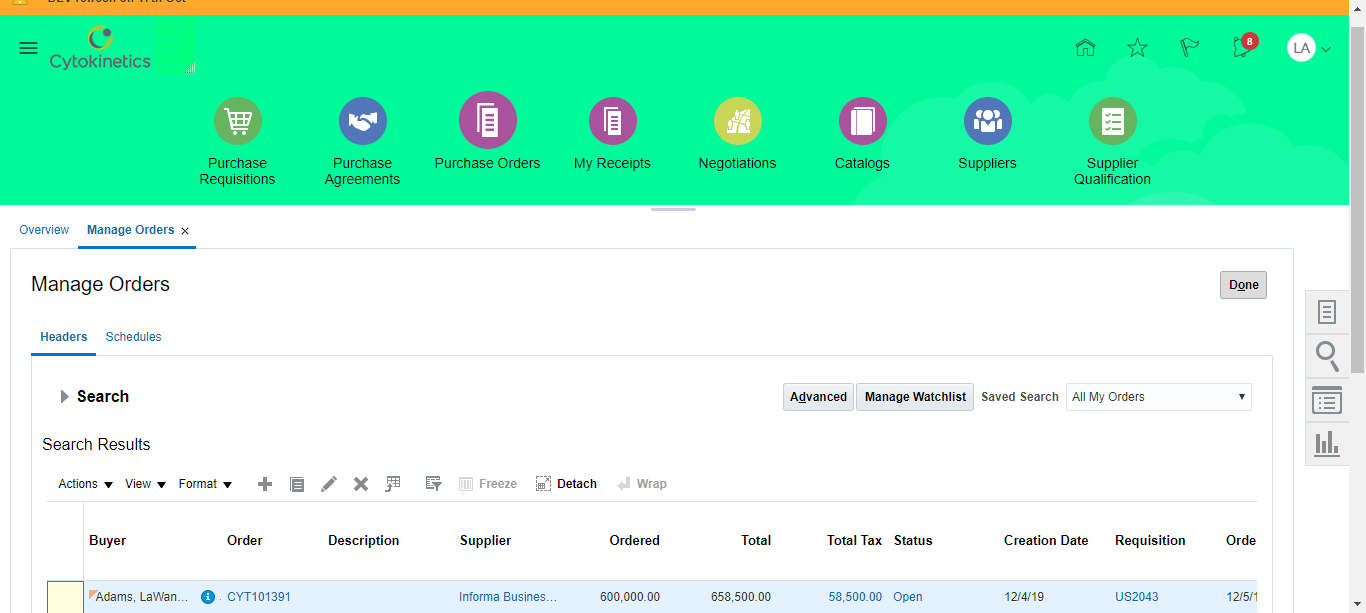 8
LA
Cytokinetics
Purchase Requisitions
Purchase Agreements
Purchase Orders
My Receipts
Negotiations
Catalogs
Suppliers
Supplier Qualification
Overview
Manage Orders
Manage Orders
Done
Headers Schedules
Search
Advanced Manage Watchlist Saved Search All My Orders
Search Results
Actions View Format Freeze Detach Wrap
Buyer Order Description Supplier Ordered Total Total Tax Status Creation Date Requisition Orde
Adams, LaWan... CYT101391 Informa Busines... 600,000.00 658,500.00 58,500.00 Open 12/4/19 US2043 12/5/1